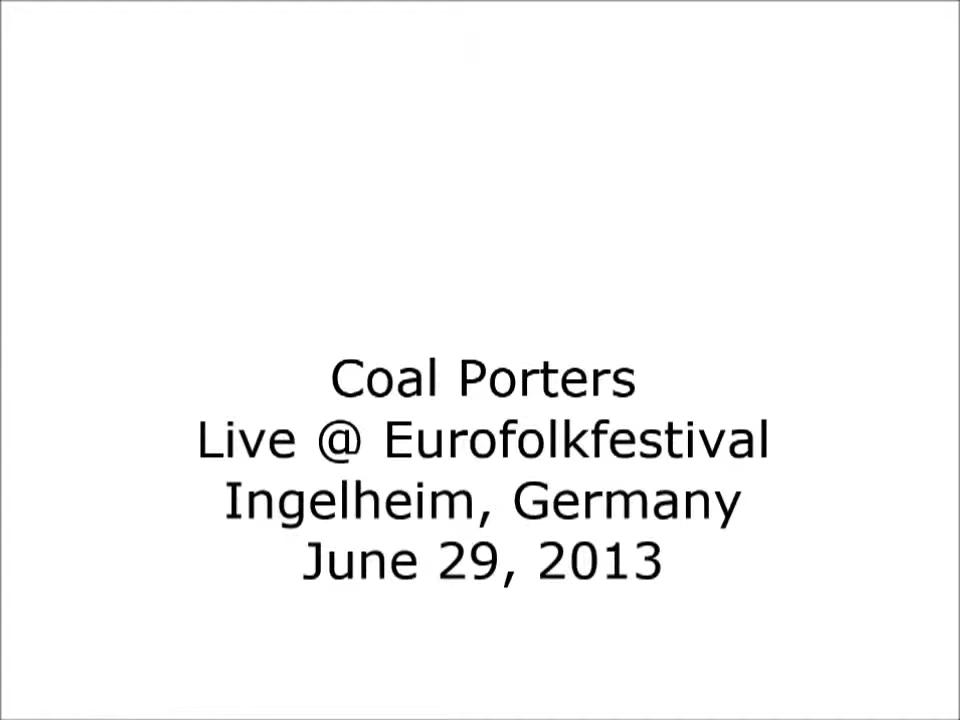 Coal Porters
Live @ Eurofolkfestival
Ingelheim, Germany
June 29, 2013